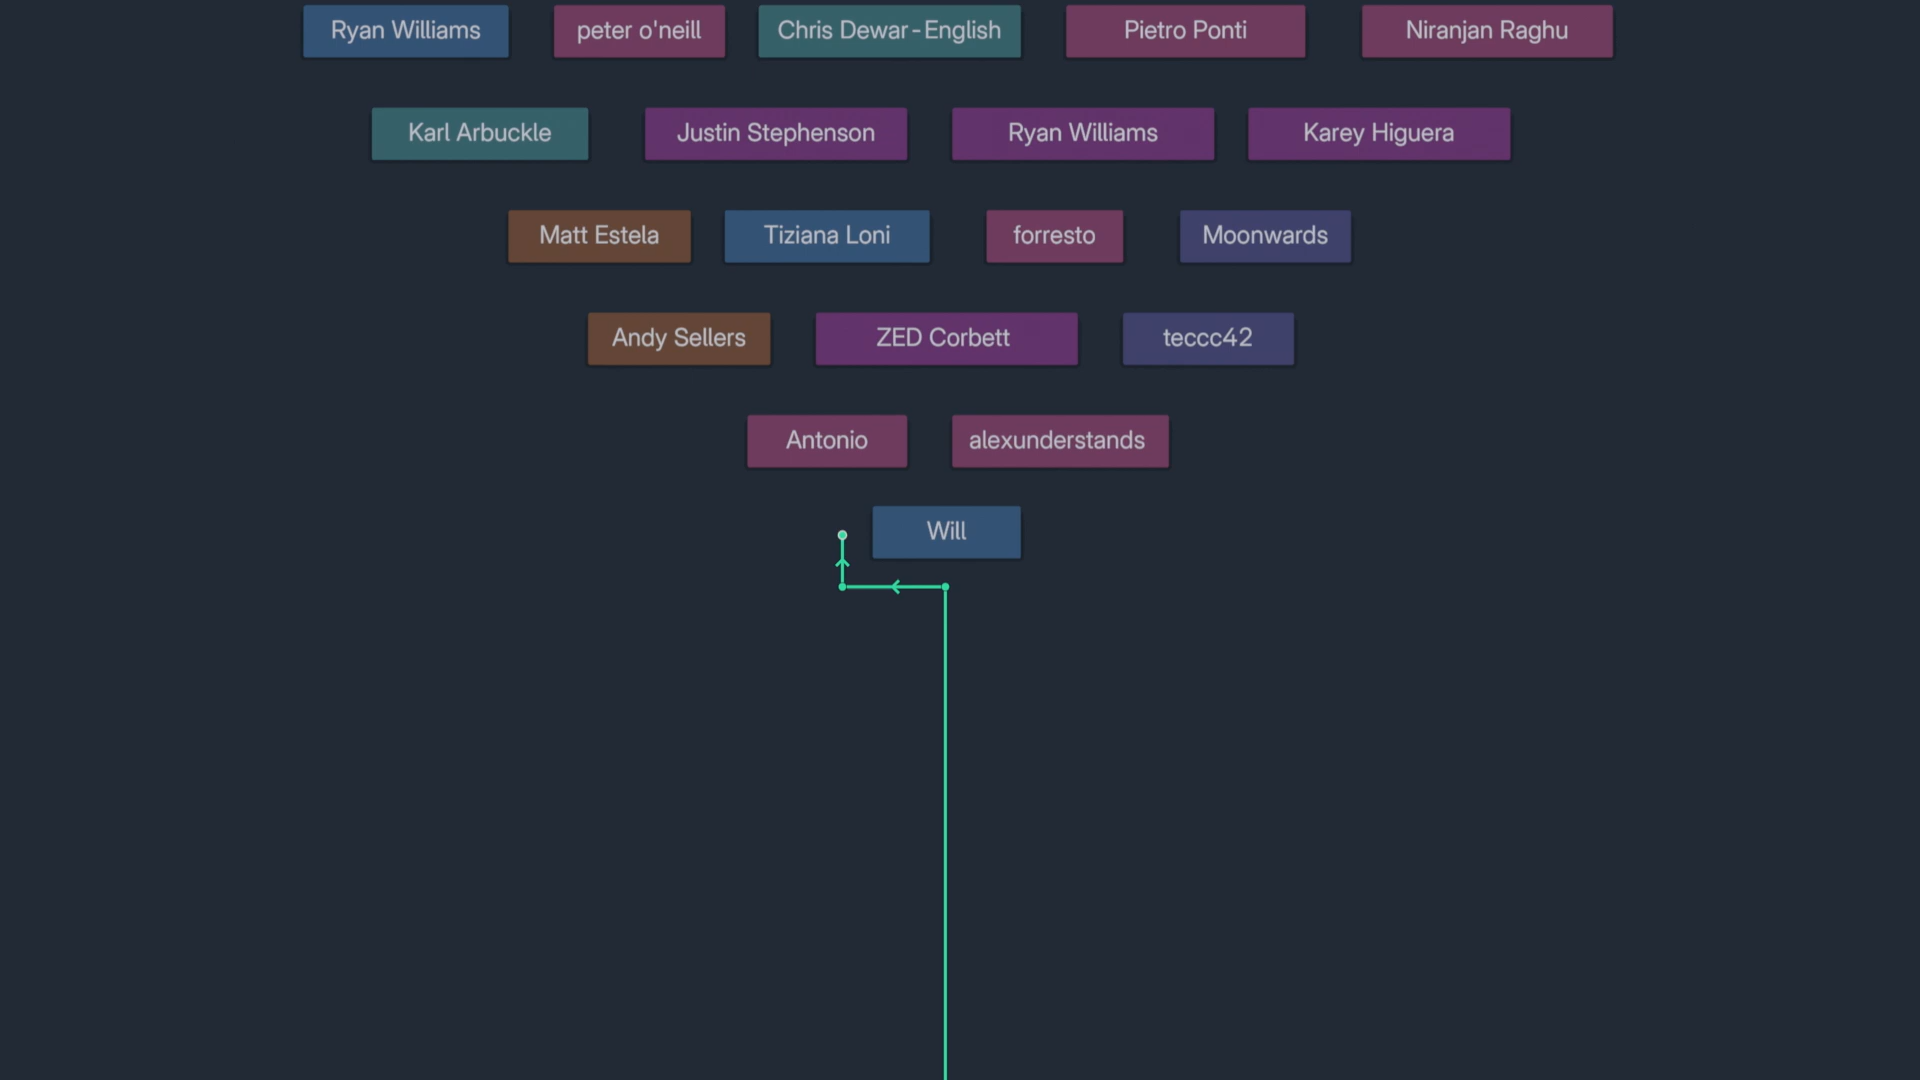 Ryan Williams peter o'neill Chris Dewar-English Pietro Ponti Niranjan Raghu
Karl Arbuckle Justin Stephenson Ryan Williams Karey Higuera
Matt Estela Tiziana Loni forresto Moonwards
Andy Sellers ZED Corbett teccc42
Antonio alexunderstands
Will